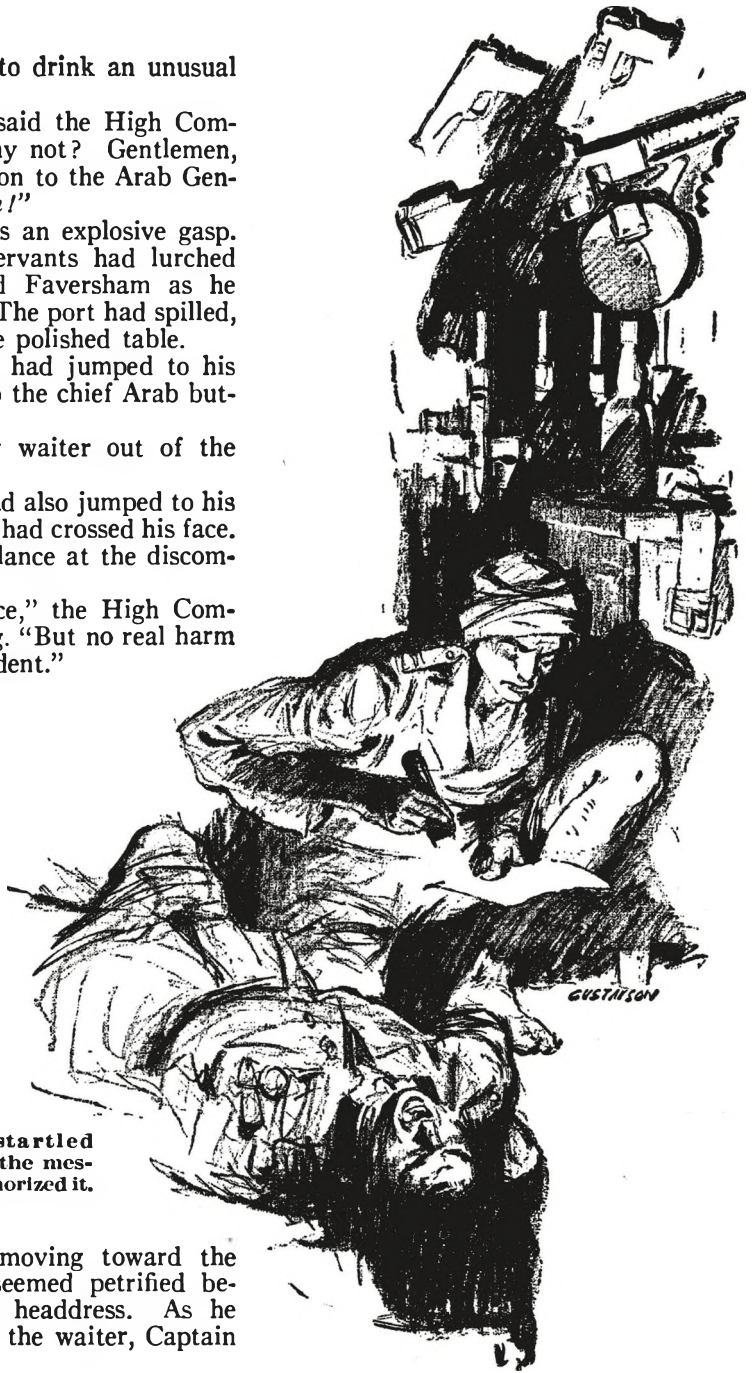 to drink an unusual
said the High Com-
ny not? Gentlemen,
on to the Arab Gen-
!"
s an explosive gasp.
ervants had lurched
d Faversham as he
The port had spilled,
e polished table.
had jumped to his
o the chief Arab but-
waiter out of the
d also jumped to his
had crossed his face.
lance at the discom-
ce," the High Com-
g. "But no real harm
dent."
GUSTAFSON
startled
the mes-
norized it.
moving toward the
seemed petrified be-
headdress. As he
the waiter, Captain